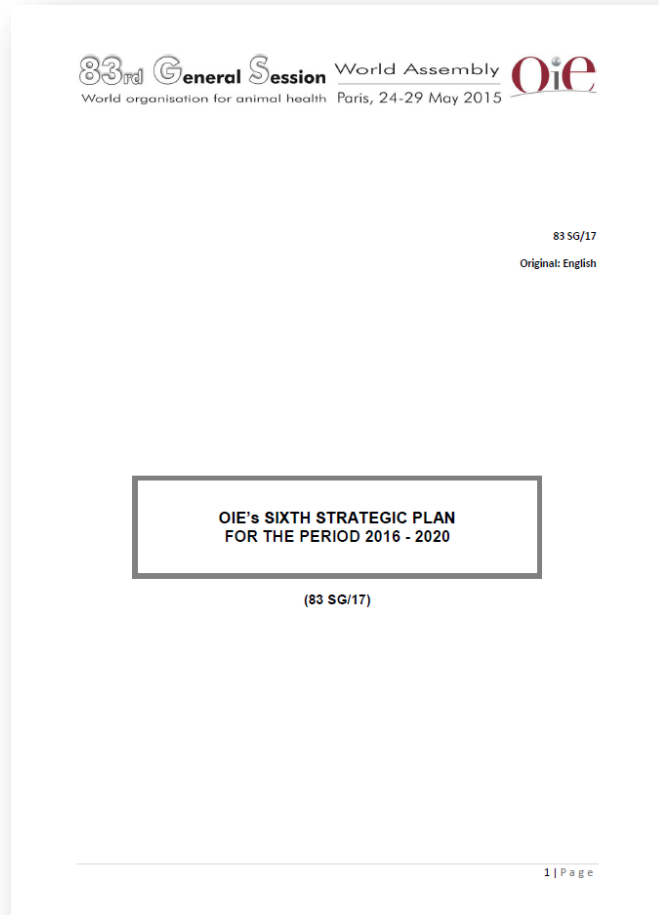 83rd General Session World Assembly Oie
World organisation for animal health Paris, 24-29 May 2015
83 SG/17
Original: English
OIE's SIXTH STRATEGIC PLAN
FOR THE PERIOD 2016 - 2020
(83 SG/17)
1 | Page